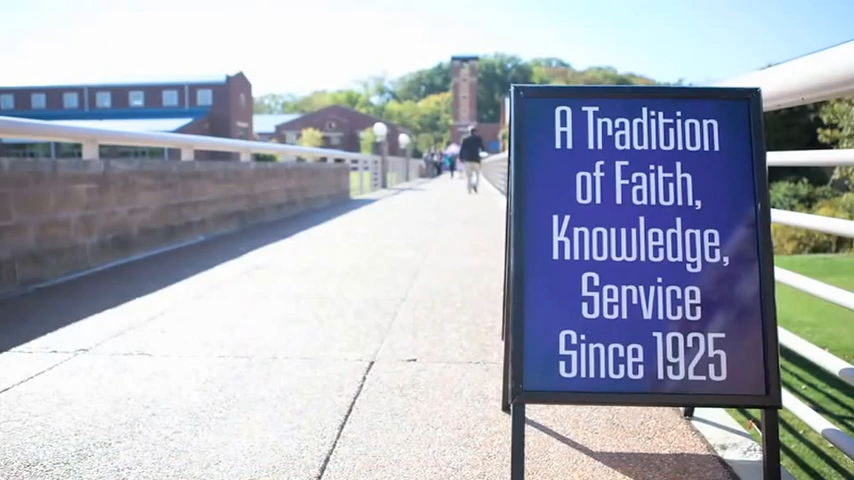 A Tradition
of Faith,
Knowledge,
Service
Since 1925